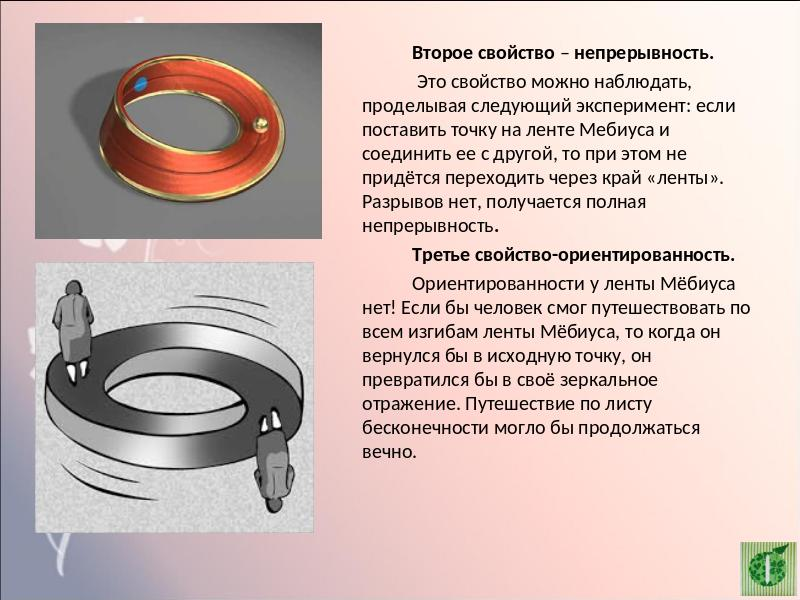 Второе свойство – непрерывность.
Это свойство можно наблюдать,
проделывая следующий эксперимент: если
поставить точку на ленте Мебиуса и
соединить ее с другой, то при этом не
придётся переходить через край «ленты».
Разрывов нет, получается полная
непрерывность.
Третье свойство-ориентированность.
Ориентированности у ленты Мёбиуса
нет! Если бы человек смог путешествовать по
всем изгибам ленты Мёбиуса, то когда он
вернулся бы в исходную точку, он
превратился бы в своё зеркальное
отражение. Путешествие по листу
бесконечности могло бы продолжаться
вечно.